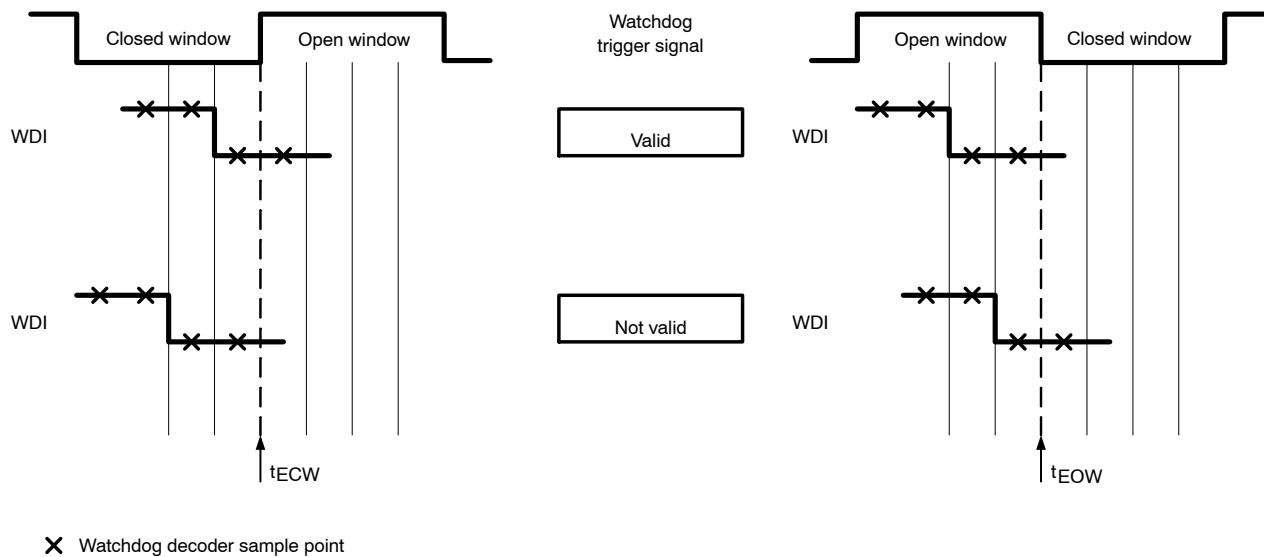 Closed window
Open window
Watchdog
trigger signal
Open window
Closed window
WDI
Valid
WDI
WDI
Not valid
WDI
tECW
tEOW
Watchdog decoder sample point